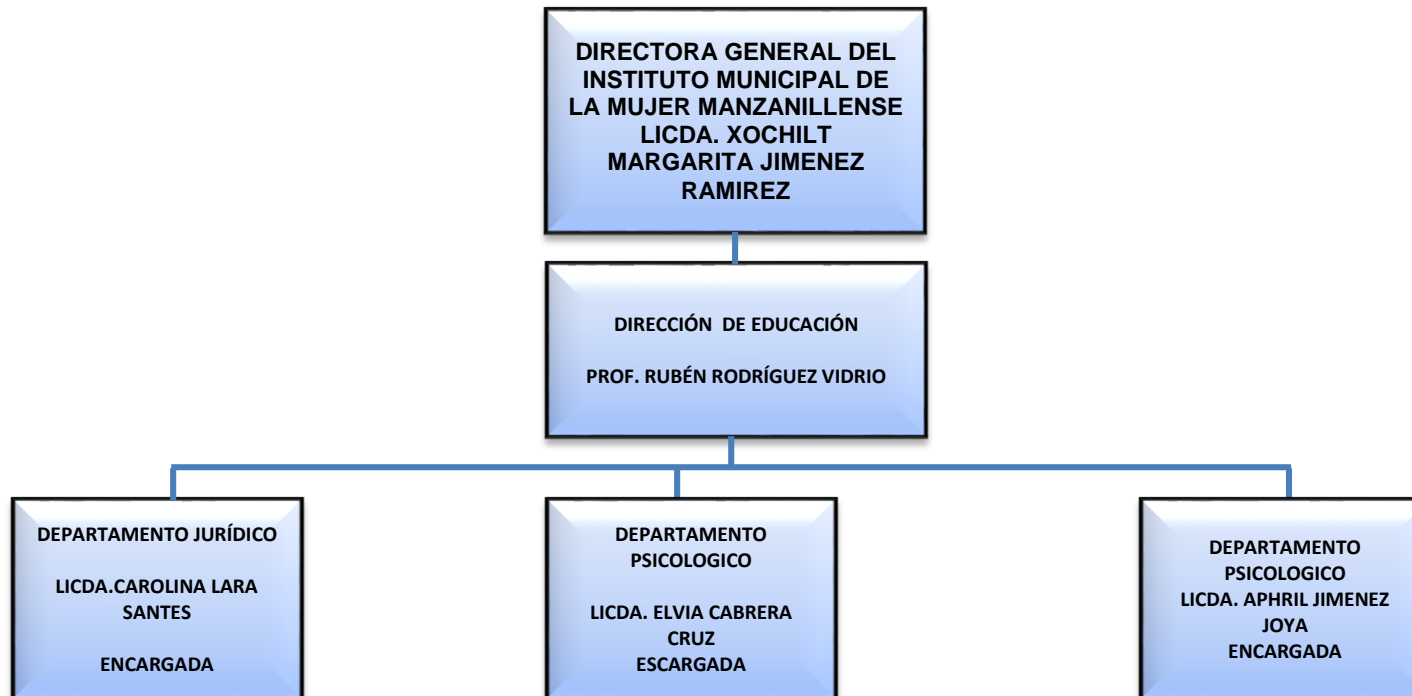 DIRECTORA GENERAL DEL
INSTITUTO MUNICIPAL DE
LA MUJER MANZANILLENSE
LICDA. XOCHILT
MARGARITA JIMENEZ
RAMIREZ
DIRECCIÓN DE EDUCACIÓN
PROF. RUBÉN RODRÍGUEZ VIDRIO
DEPARTAMENTO JURÍDICO
LICDA.CAROLINA LARA
SANTES
ENCARGADA
DEPARTAMENTO
PSICOLOGICO
LICDA. ELVIA CABRERA
CRUZ
ESCARGADA
DEPARTAMENTO
PSICOLOGICO
LICDA. APHRIL JIMENEZ
JOYA
ENCARGADA